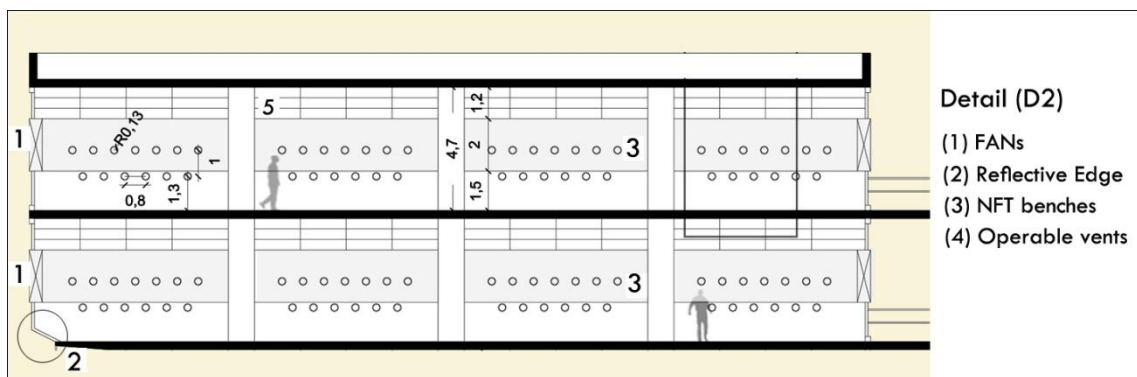 5
1,2
1
R0,13
4,7
2
3
1
0,8
1,3
1,5
1
3
2
Detail (D2)
(1) FANs
(2) Reflective Edge
(3) NFT benches
(4) Operable vents